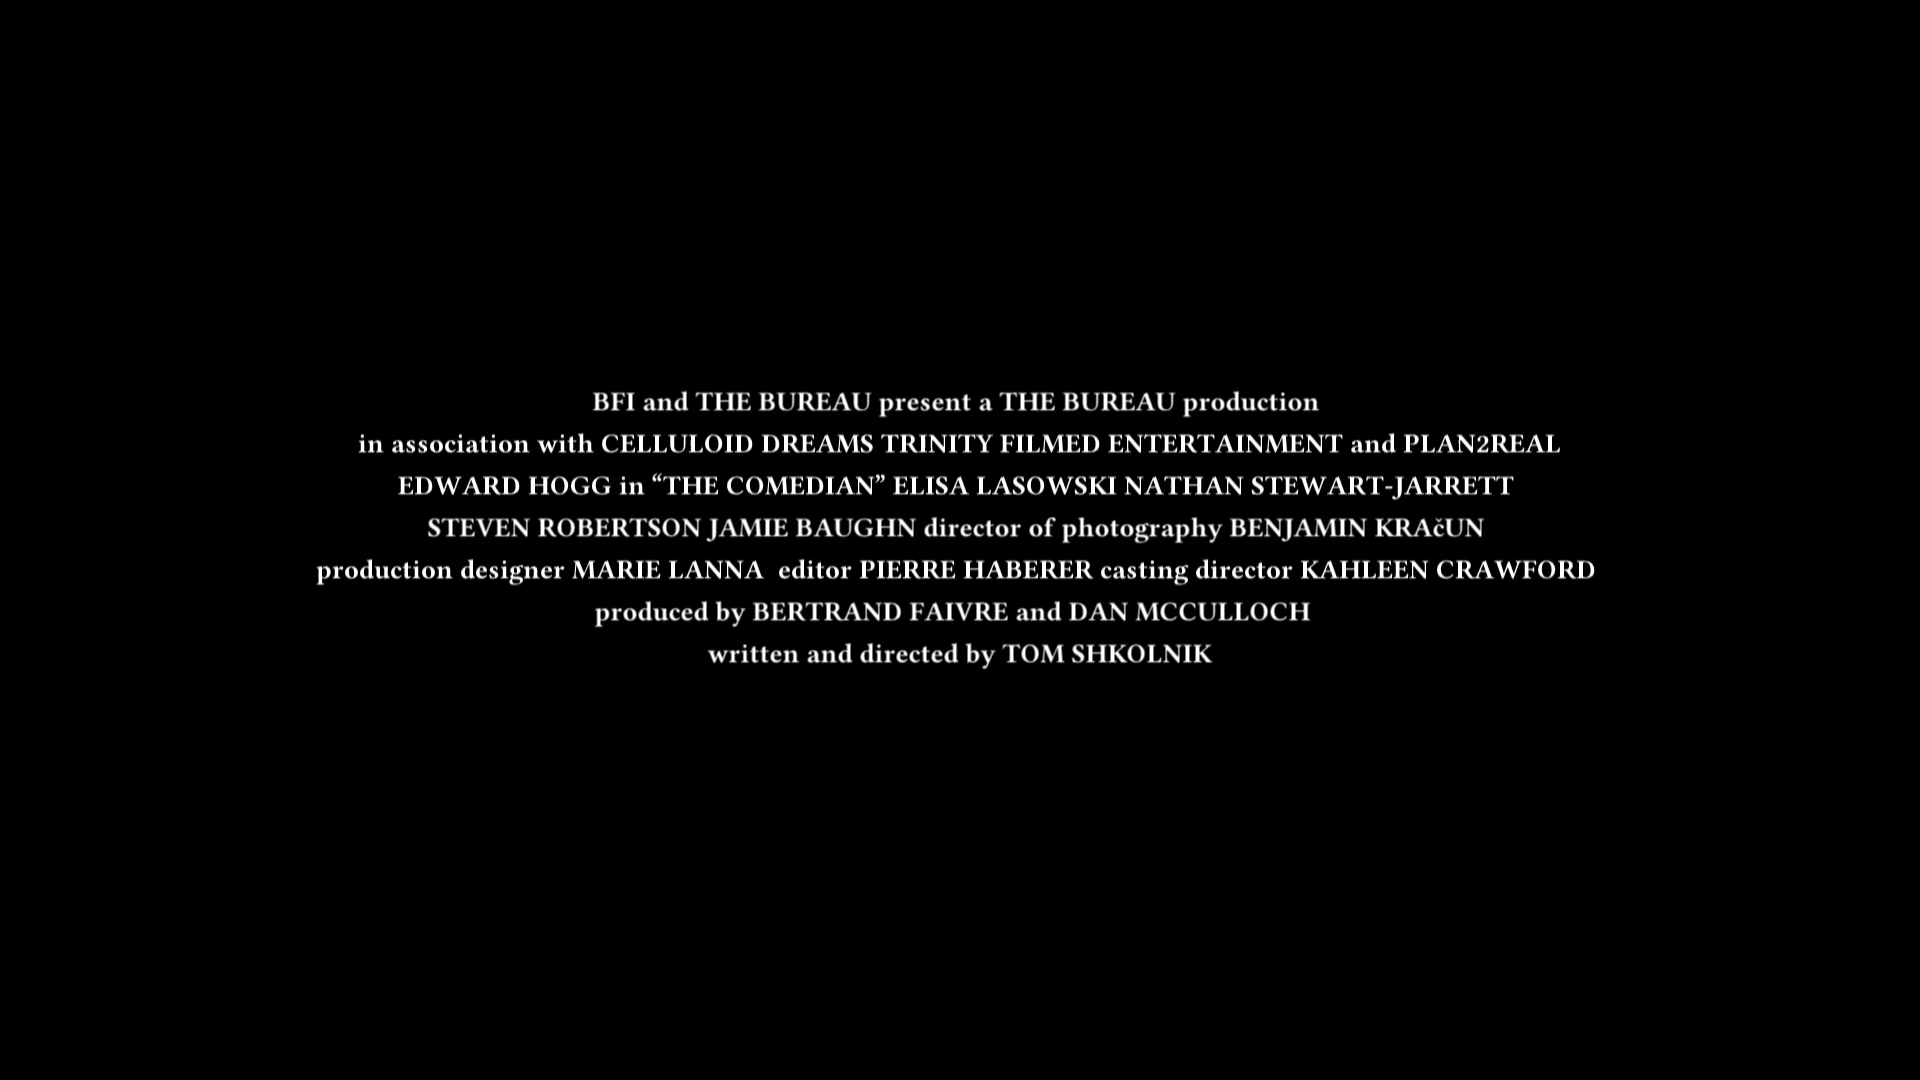 BFI and THE BUREAU present a THE BUREAU production
in association with CELLULOID DREAMS TRINITY FILMED ENTERTAINMENT and PLAN2REAL
EDWARD HOGG in “THE COMEDIAN” ELISA LASOWSKI NATHAN STEWART-JARRETT
STEVEN ROBERTSON JAMIE BAUGHN director of photography BENJAMIN KRAčUN
production designer MARIE LANNA  editor PIERRE HABERER casting director KAHLEEN CRAWFORD
produced by BERTRAND FAIVRE and DAN MCCULLOCH
written and directed by TOM SHKOLNIK